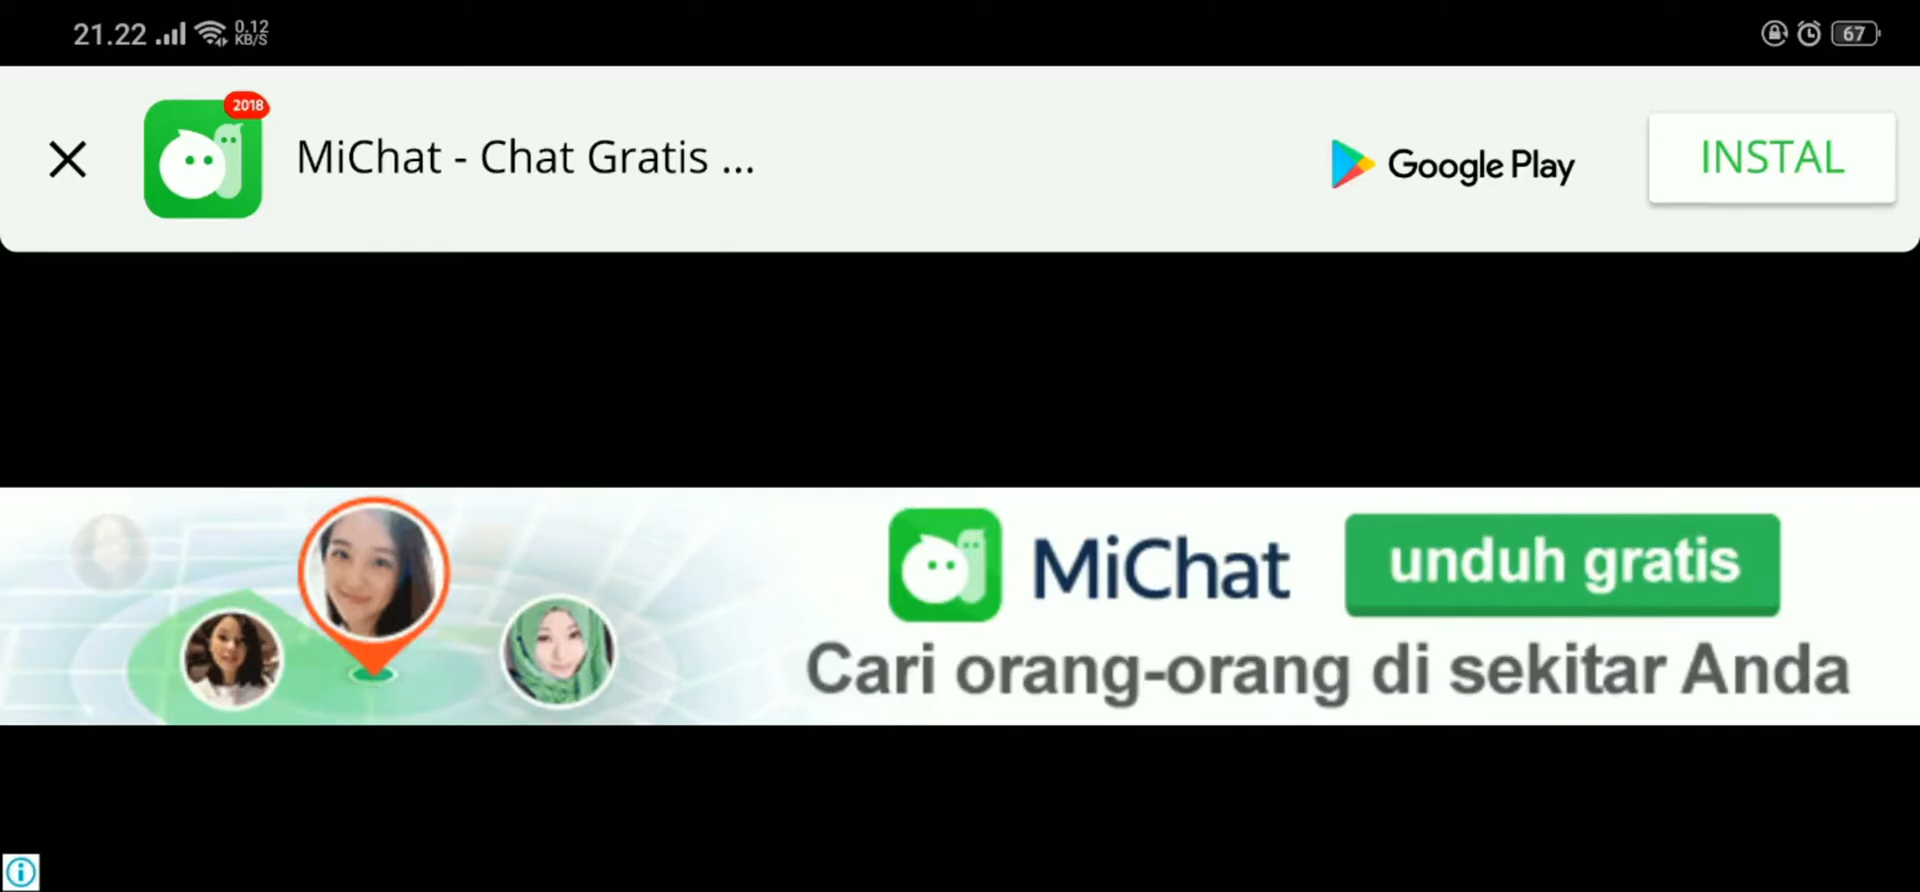 21.22 0.12 KB/S 67
2018
MiChat - Chat Gratis ... Google Play INSTAL
MiChat unduh gratis
Cari orang-orang di sekitar Anda